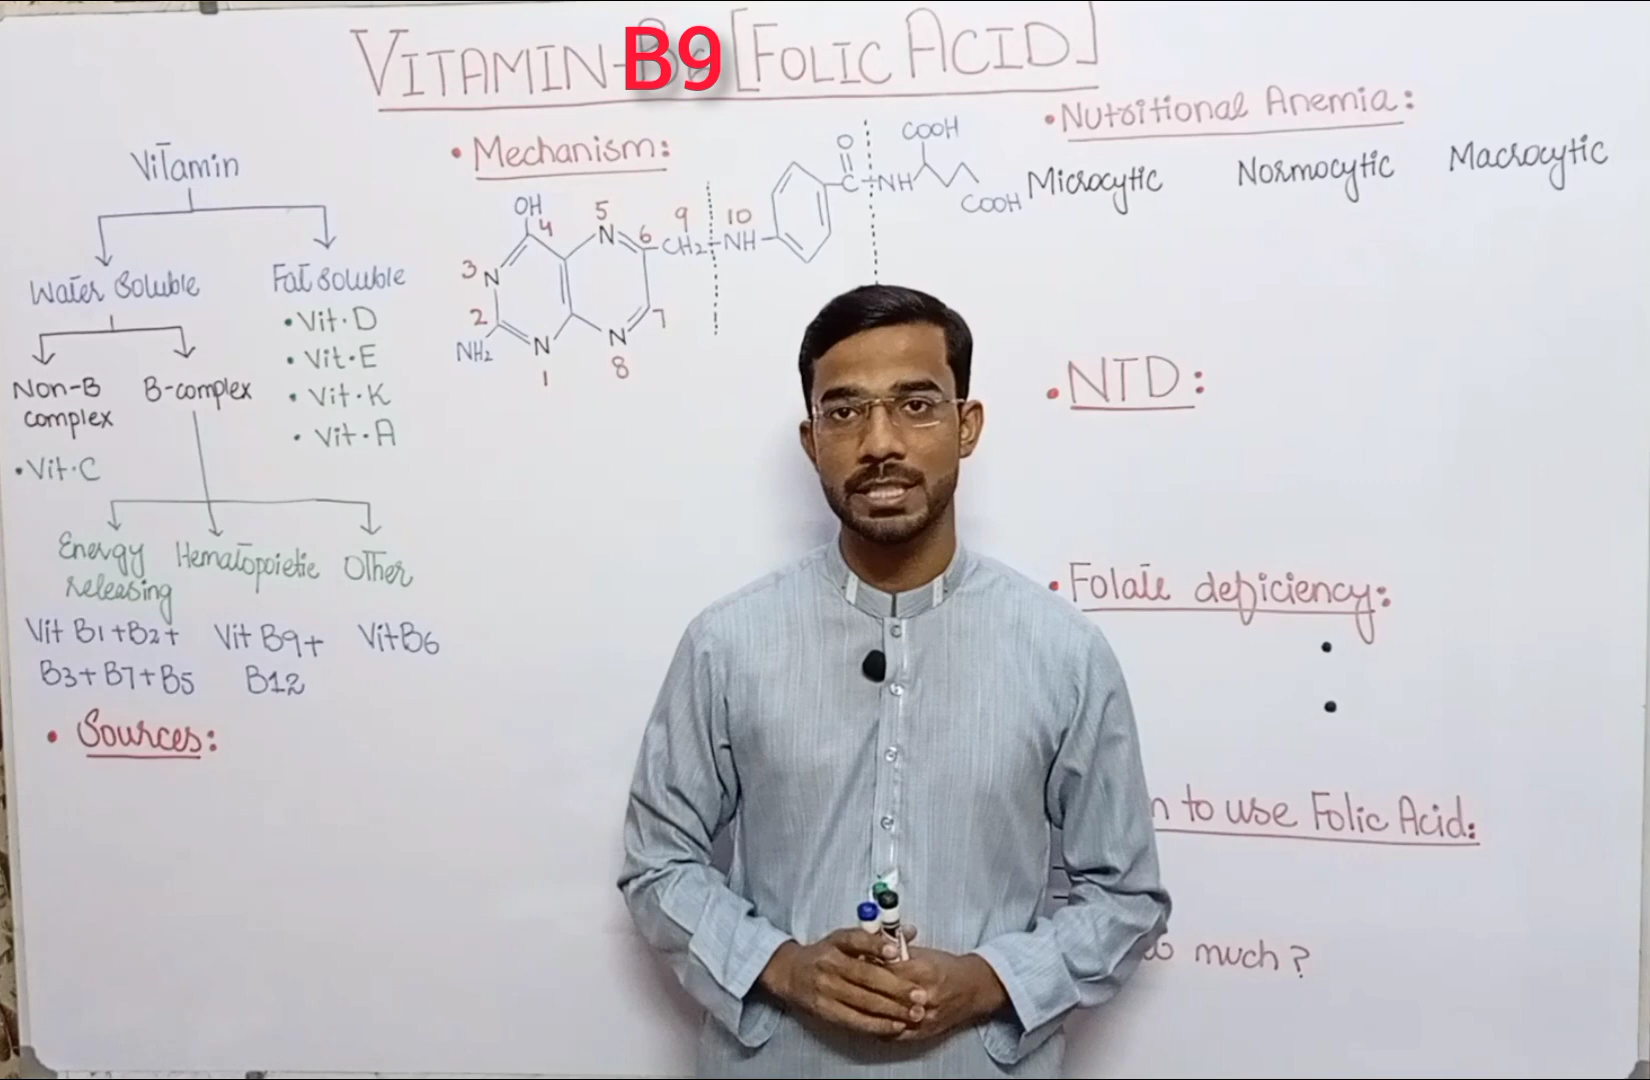 VITAMIN-B9 [FOLIC ACID]
Vitamin
Water Soluble
Fat soluble
• Vit. D
• Vit. E
• Vit. K
• Vit. A
Non-B complex
B-complex
• Vit. C
Energy releasing
Hematopoietic
Other
Vit B1+B2+
B3+B7+B5
Vit B9+
B12
Vit B6
• Sources:
• Mechanism:
OH
4
5
N
6
9
10
3
N
CH2
NH
O
C
NH
COOH
COOH
2
NH2
N
1
N
8
7
• Nutritional Anemia:
Microcytic
Normocytic
Macrocytic
• NTD:
• Folate deficiency:
•
•
n to use Folic Acid:
much?